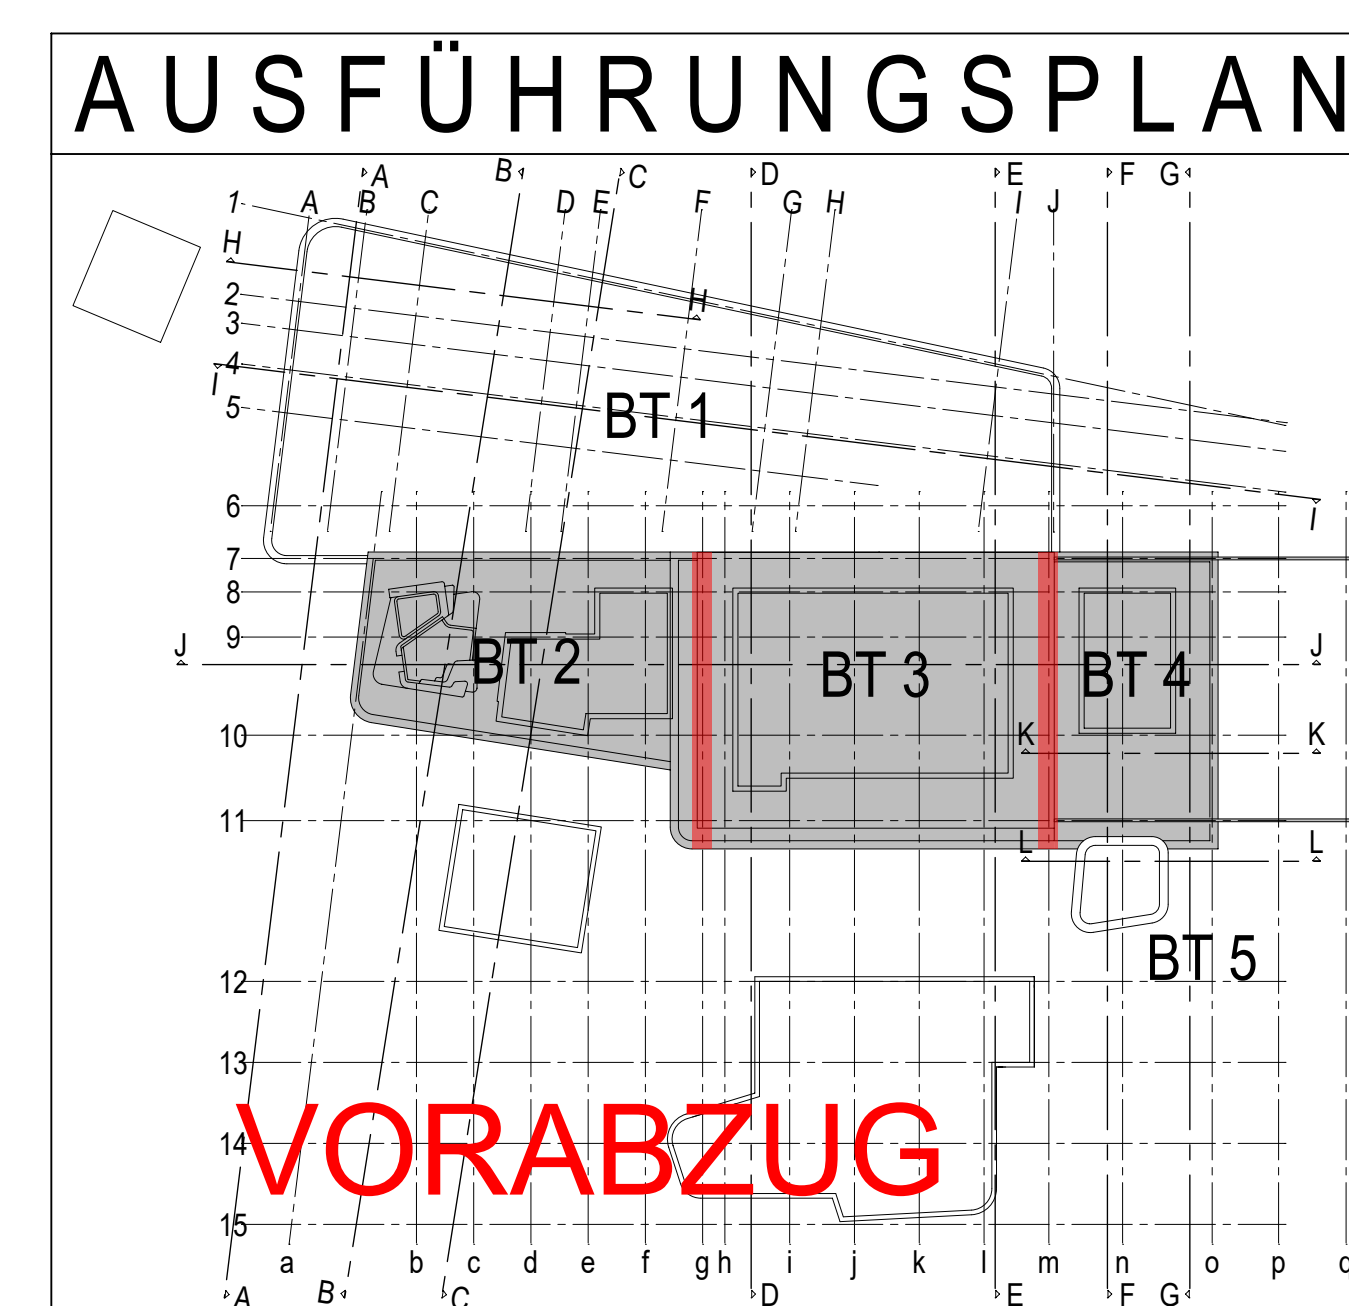 AUSFÜHRUNGSPLAN
A B C D E F G
1 A B C D E F G H I J
H
H
2
3
4
I
5
BT 1
6
I
7
8
9
J J
BT 2 BT 3 BT 4
10
K K
11
L L
BT 5
12
13
VORABZUG
14
15
a b c d e f g h i j k l m n o p q
A B C D E F G